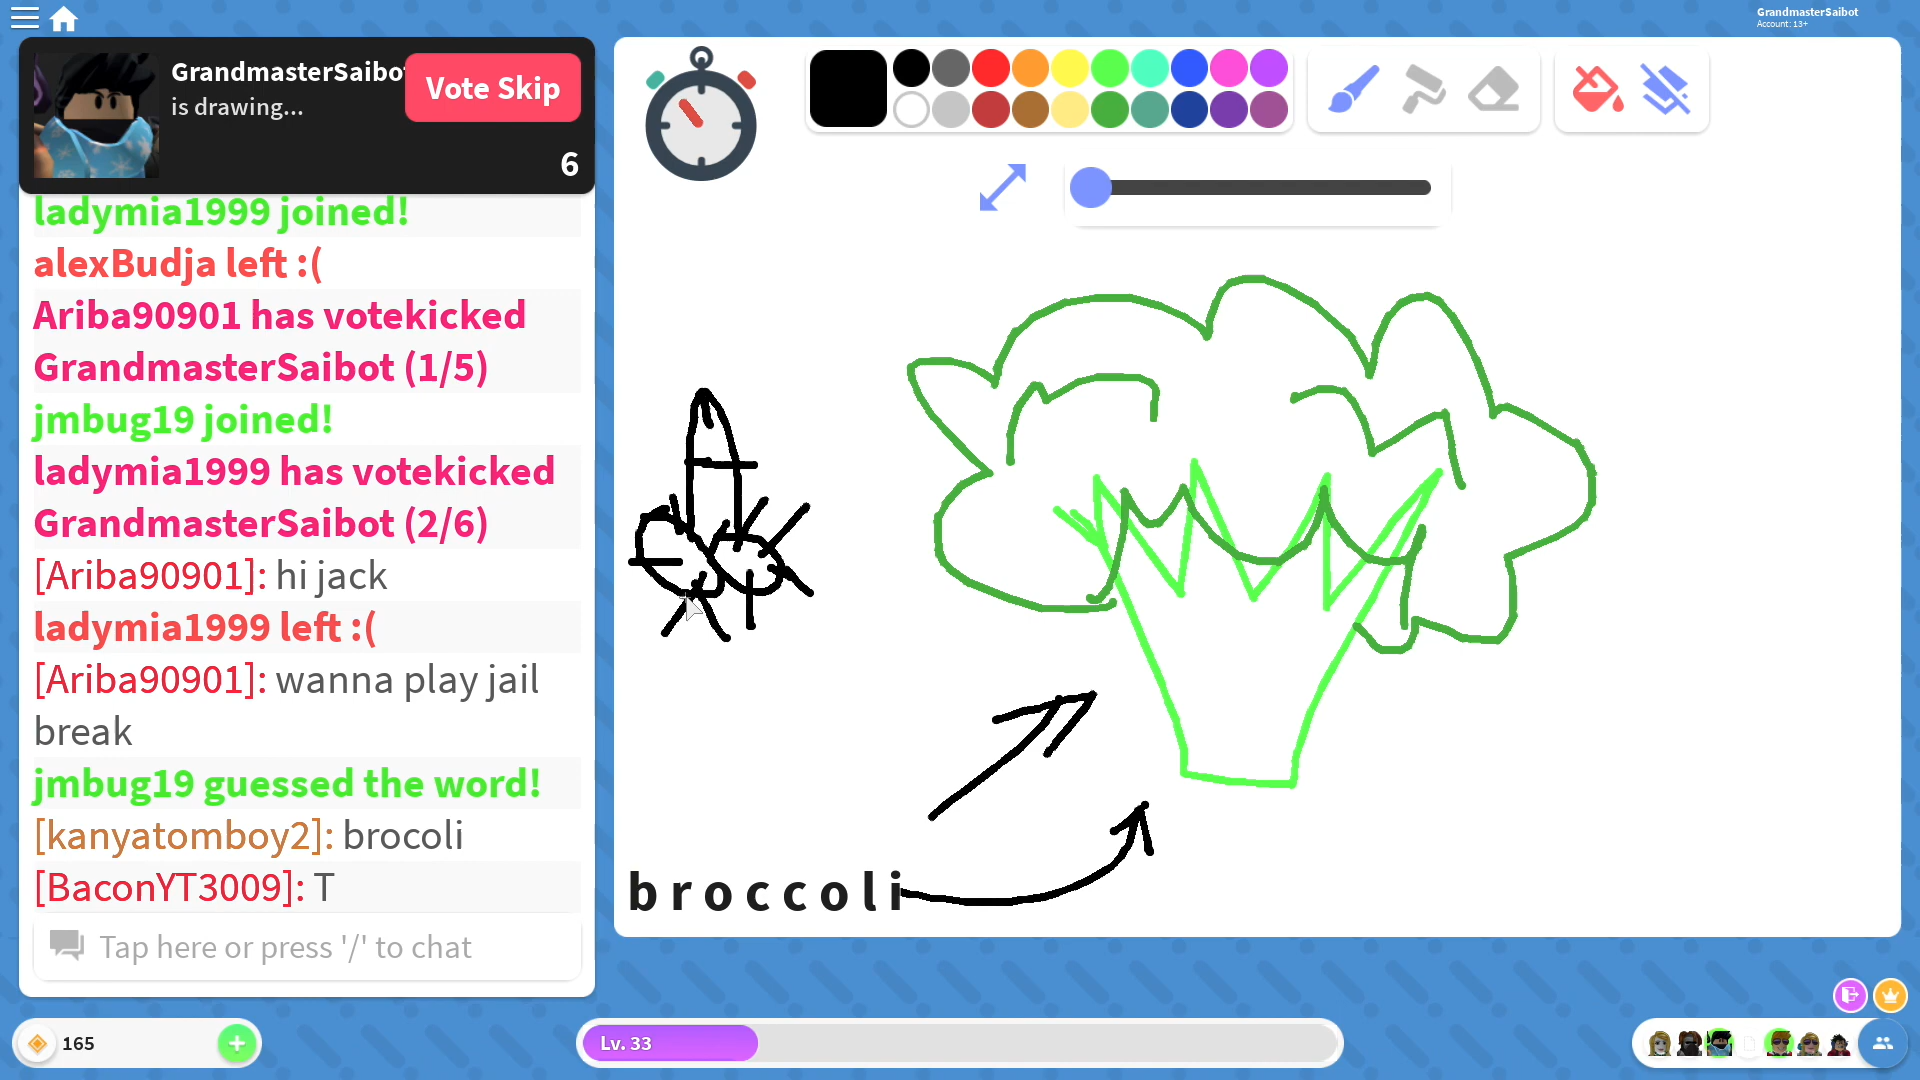 GrandmasterSaibot
Account: 13+
GrandmasterSaibo
is drawing...
Vote Skip
6
ladymia1999 joined!
alexBudja left :(
Ariba90901 has votekicked
GrandmasterSaibot (1/5)
jmbug19 joined!
ladymia1999 has votekicked
GrandmasterSaibot (2/6)
[Ariba90901]: hi jack
ladymia1999 left :(
[Ariba90901]: wanna play jail
break
jmbug19 guessed the word!
[kanyatomboy2]: brocoli
[BaconYT3009]: T
Tap here or press '/' to chat
b r o c c o l i
165
Lv. 33